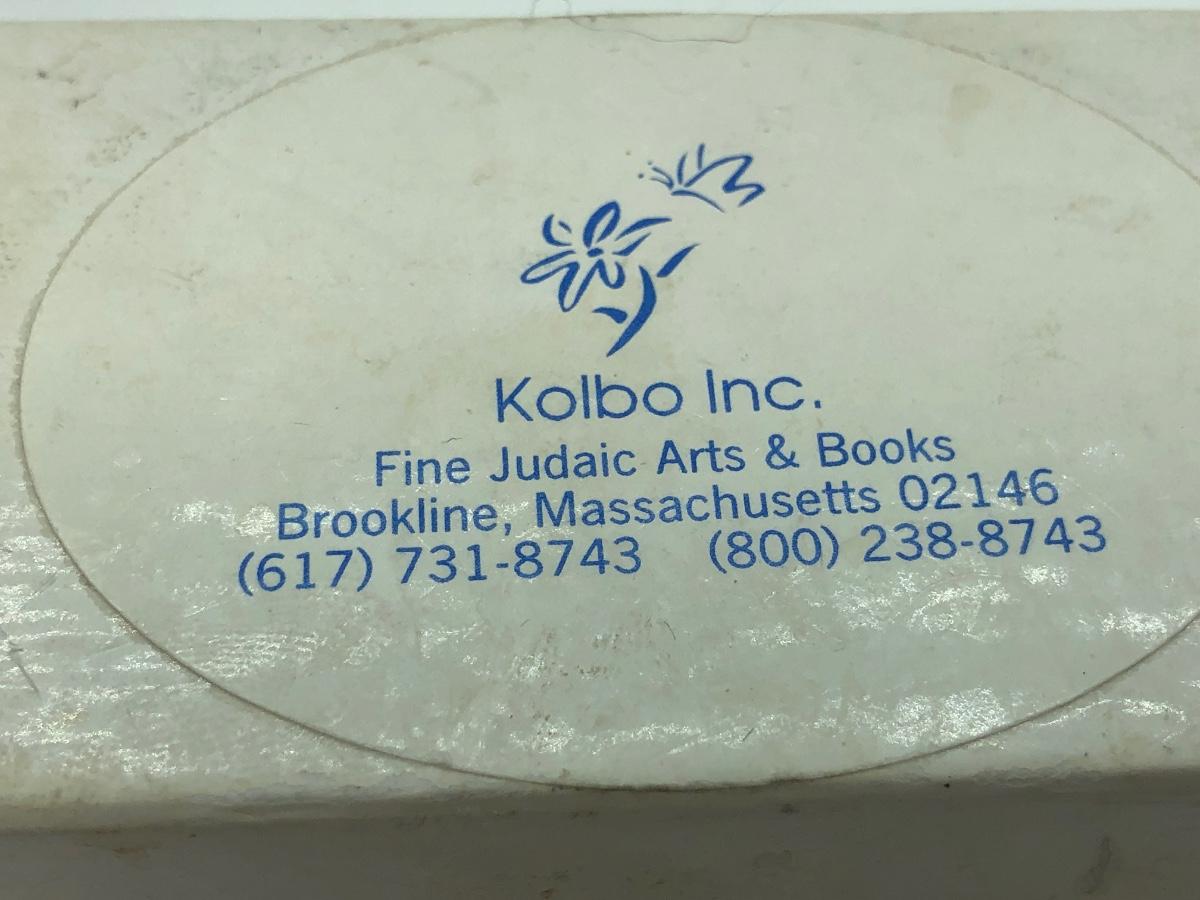 Kolbo Inc.
Fine Judaic Arts & Books
Brookline, Massachusetts 02146
(617) 731-8743 (800) 238-8743